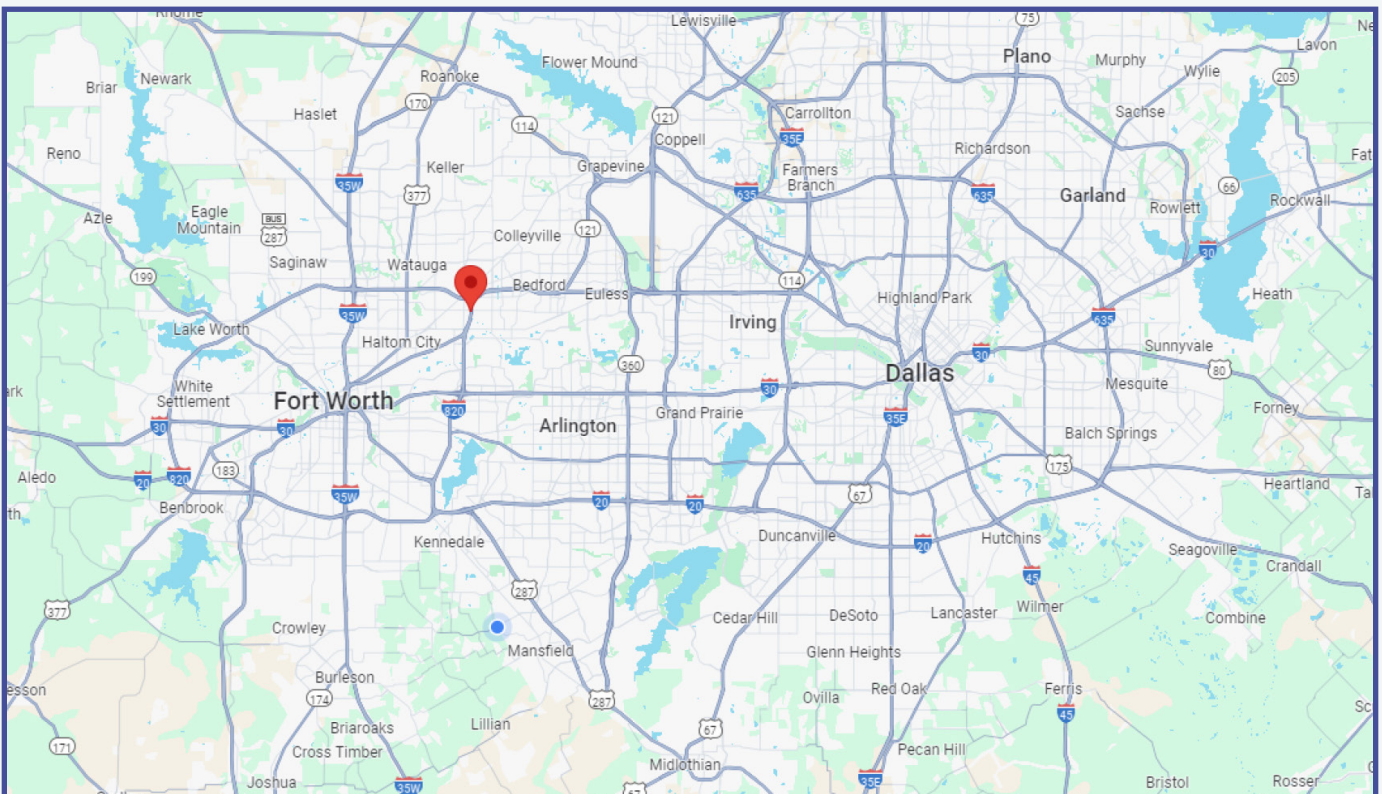 Lewisville
75
Plano
Murphy
Lavon
Wylie
205
Flower Mound
Roanoke
Newark
Briar
170
Haslet
114
121
Carrollton
Sachse
35E
Coppell
Richardson
Reno
Keller
Grapevine
Farmers
Branch
35W
377
635
635
Garland
66
Rowlett
Rockwall
Azle
Eagle
Mountain
BUS
287
Colleyville
121
30
Saginaw
Watauga
199
Bedford
Euless
114
Highland Park
Heath
35W
Irving
635
Lake Worth
Haltom City
Sunnyvale
30
360
Dallas
80
White
Settlement
Fort Worth
30
Mesquite
820
Grand Prairie
Forney
35E
30
30
Arlington
Balch Springs
183
175
Aledo
20
820
Heartland
35W
67
Benbrook
20
20
Duncanville
Hutchins
Kennedale
20
Seagoville
Crandall
45
287
377
Wilmer
Cedar Hill
DeSoto
Lancaster
Combine
Crowley
Mansfield
Glenn Heights
Burleson
Red Oak
Ferris
174
287
Ovilla
45
Briaroaks
Lillian
67
171
Cross Timber
Pecan Hill
Midlothian
Joshua
35W
35E
Bristol
Rosser
67